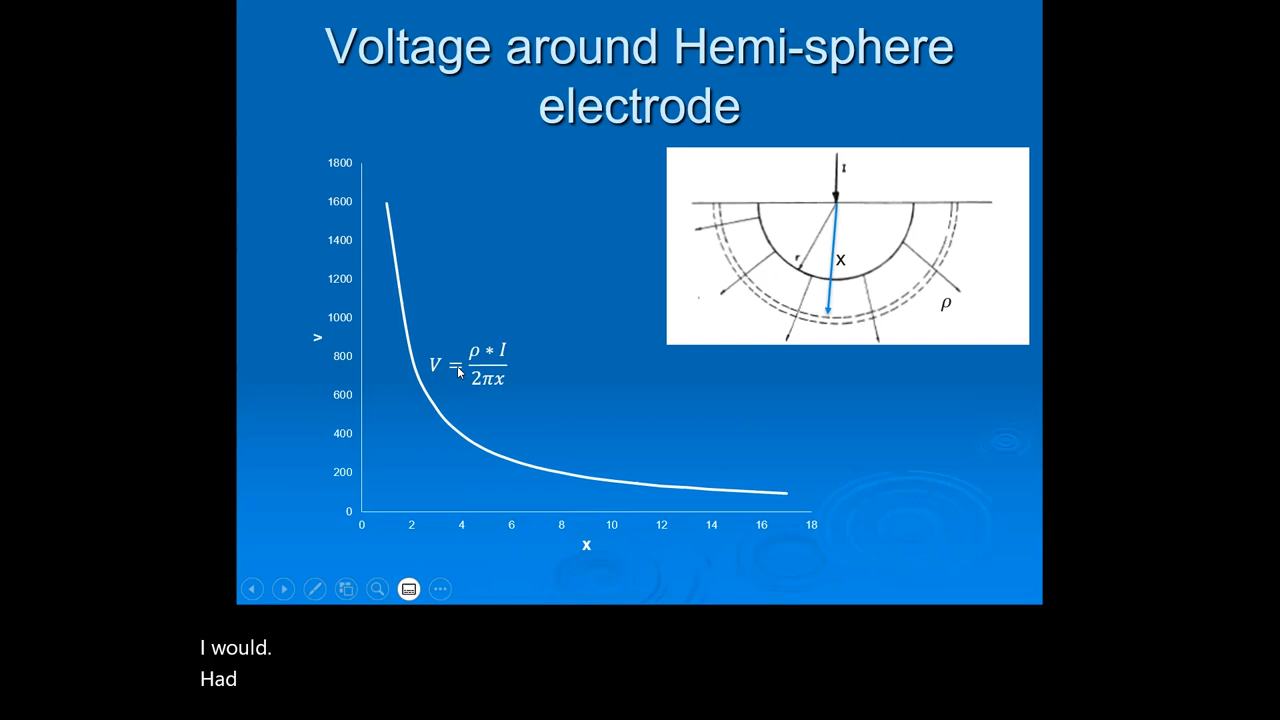 Voltage around Hemi-sphere
electrode
1800
1600
1400
1200
1000
800
600
400
200
0
V
0 2 4 6 8 10 12 14 16 18
X
V = ρ * I / 2πx
I
r
X
ρ
I would.
Had